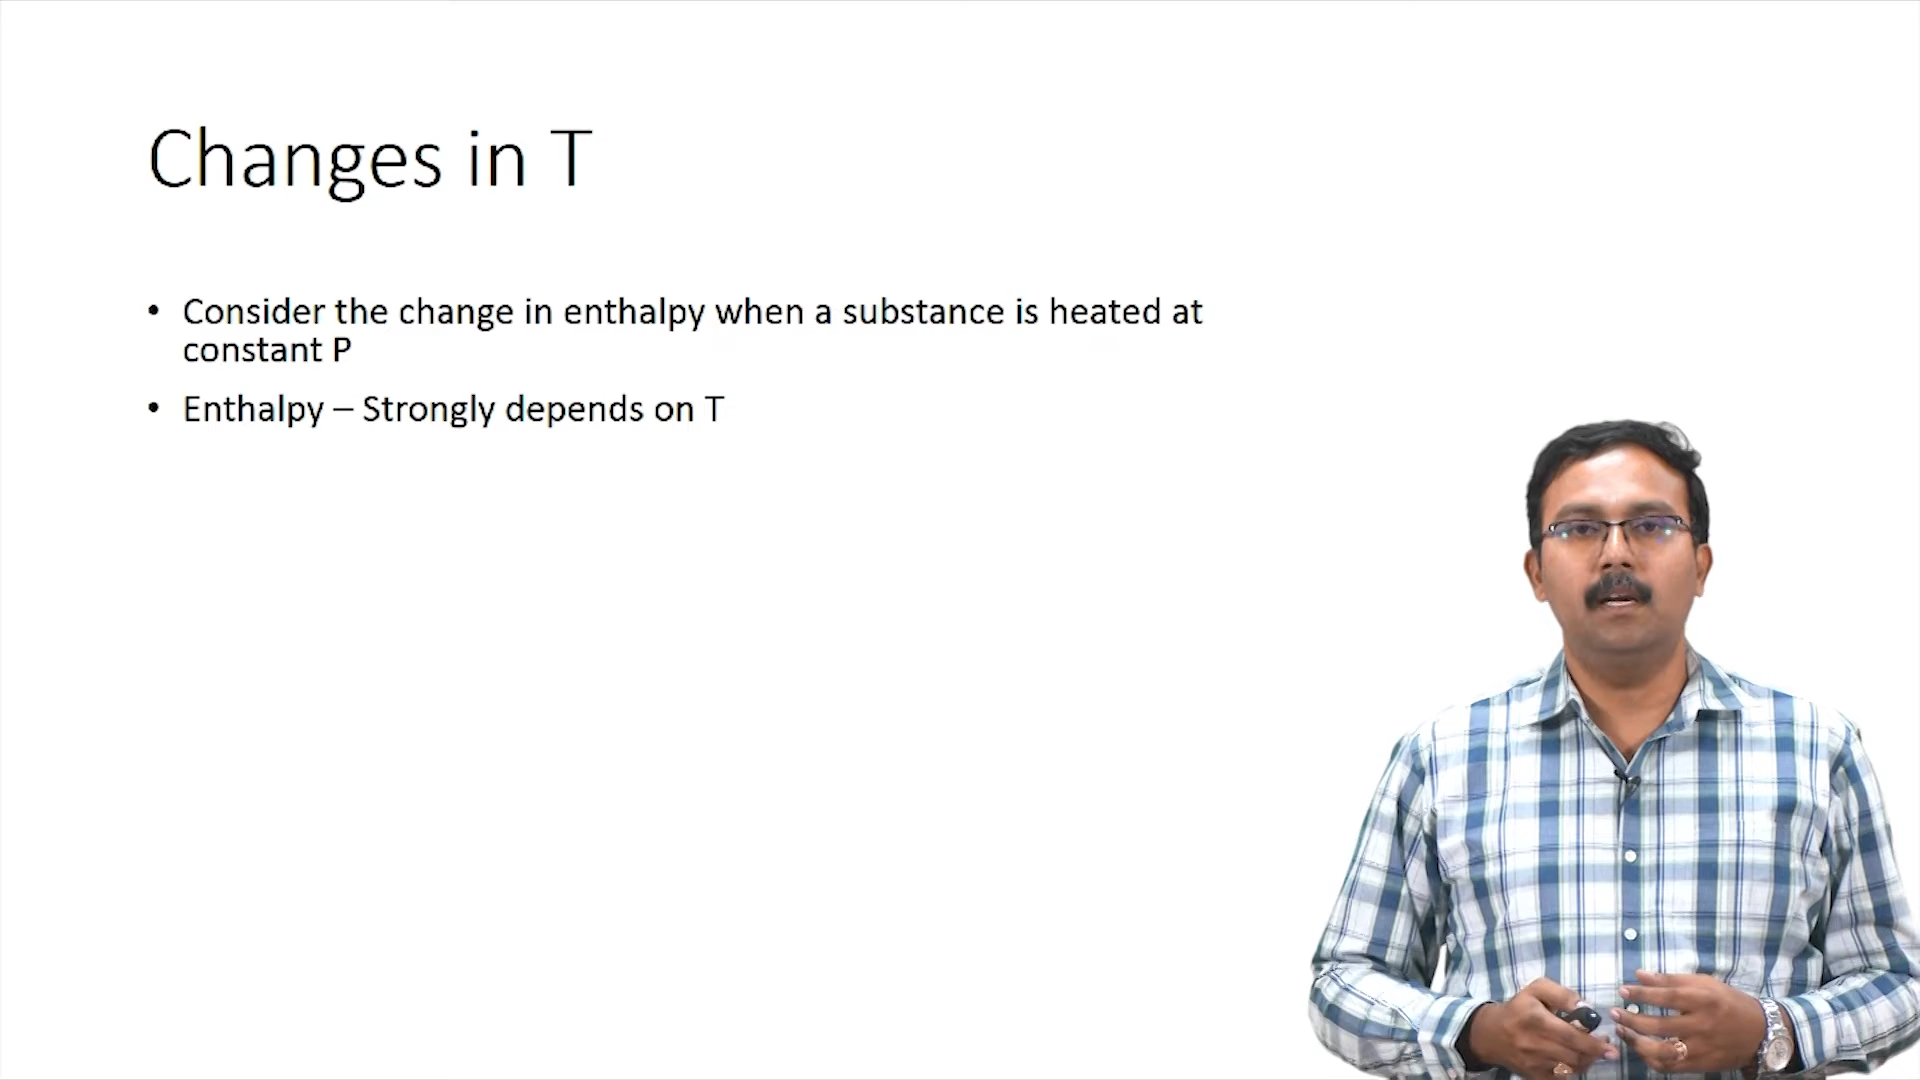 Changes in T
• Consider the change in enthalpy when a substance is heated at
constant P
• Enthalpy – Strongly depends on T